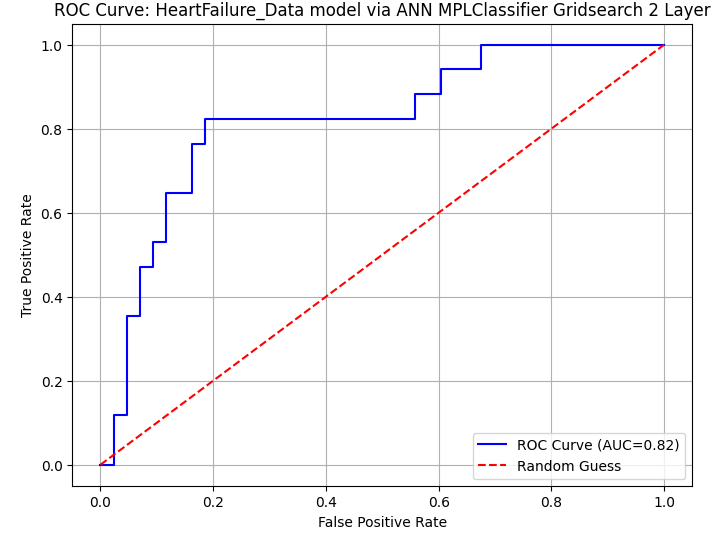 ROC Curve: HeartFailure_Data model via ANN MPLClassifier Gridsearch 2 Layer
1.0
0.8
0.6
0.4
0.2
0.0
True Positive Rate
ROC Curve (AUC=0.82)
Random Guess
0.0 0.2 0.4 0.6 0.8 1.0
False Positive Rate